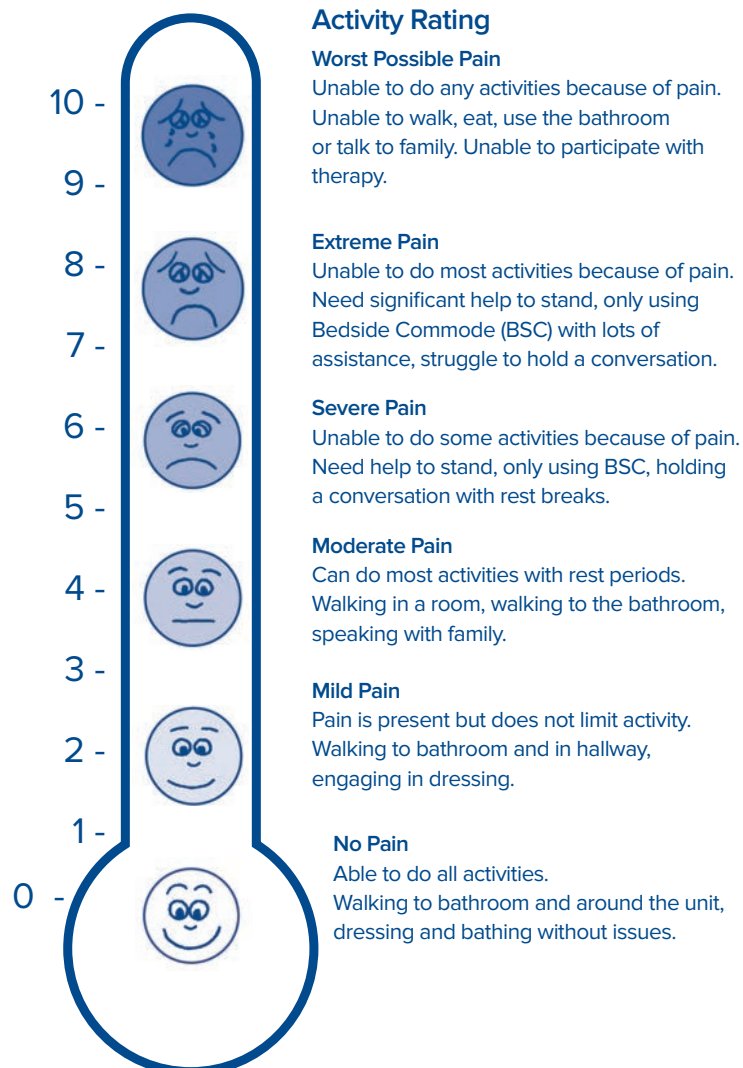 Activity Rating
10 -
Worst Possible Pain
Unable to do any activities because of pain.
Unable to walk, eat, use the bathroom
or talk to family. Unable to participate with
therapy.
9 -
8 -
Extreme Pain
Unable to do most activities because of pain.
Need significant help to stand, only using
Bedside Commode (BSC) with lots of
assistance, struggle to hold a conversation.
7 -
6 -
Severe Pain
Unable to do some activities because of pain.
Need help to stand, only using BSC, holding
a conversation with rest breaks.
5 -
4 -
Moderate Pain
Can do most activities with rest periods.
Walking in a room, walking to the bathroom,
speaking with family.
3 -
2 -
Mild Pain
Pain is present but does not limit activity.
Walking to bathroom and in hallway,
engaging in dressing.
1 -
0 -
No Pain
Able to do all activities.
Walking to bathroom and around the unit,
dressing and bathing without issues.